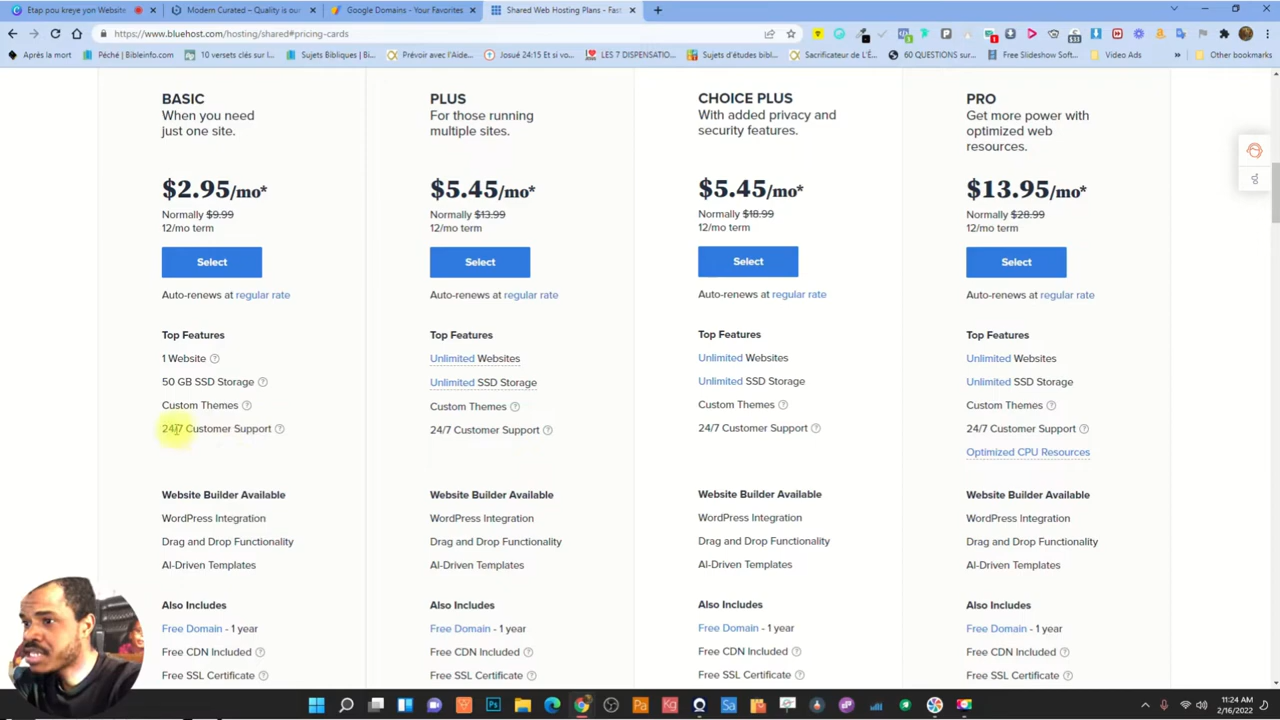 Etap pou kreye yon Website
Modern Curated – Quality is our
Google Domains - Your Favorites
Shared Web Hosting Plans - Fast
https://www.bluehost.com/hosting/shared#pricing-cards
Après la mort
Péché | Bibleinfo.com
10 versets clés sur l...
Sujets Bibliques | Bi...
Prévoir avec l'Aide...
Josué 24:15 Et si vo...
LES 7 DISPENSATIO...
Sujets d'études bibl...
Sacrificateur de L'É...
60 QUESTIONS sur...
Free Slideshow Soft...
Video Ads
»
Other bookmarks
BASIC
When you need
just one site.
$2.95/mo*
Normally $9.99
12/mo term
Select
Auto-renews at regular rate
Top Features
1 Website
50 GB SSD Storage
Custom Themes
24/7 Customer Support
Website Builder Available
WordPress Integration
Drag and Drop Functionality
AI-Driven Templates
Also Includes
Free Domain - 1 year
Free CDN Included
Free SSL Certificate
PLUS
For those running
multiple sites.
$5.45/mo*
Normally $13.99
12/mo term
Select
Auto-renews at regular rate
Top Features
Unlimited Websites
Unlimited SSD Storage
Custom Themes
24/7 Customer Support
Website Builder Available
WordPress Integration
Drag and Drop Functionality
AI-Driven Templates
Also Includes
Free Domain - 1 year
Free CDN Included
Free SSL Certificate
CHOICE PLUS
With added privacy and
security features.
$5.45/mo*
Normally $18.99
12/mo term
Select
Auto-renews at regular rate
Top Features
Unlimited Websites
Unlimited SSD Storage
Custom Themes
24/7 Customer Support
Website Builder Available
WordPress Integration
Drag and Drop Functionality
AI-Driven Templates
Also Includes
Free Domain - 1 year
Free CDN Included
Free SSL Certificate
PRO
Get more power with
optimized web
resources.
$13.95/mo*
Normally $28.99
12/mo term
Select
Auto-renews at regular rate
Top Features
Unlimited Websites
Unlimited SSD Storage
Custom Themes
24/7 Customer Support
Optimized CPU Resources
Website Builder Available
WordPress Integration
Drag and Drop Functionality
AI-Driven Templates
Also Includes
Free Domain - 1 year
Free CDN Included
Free SSL Certificate
11:24 AM
2/16/2022